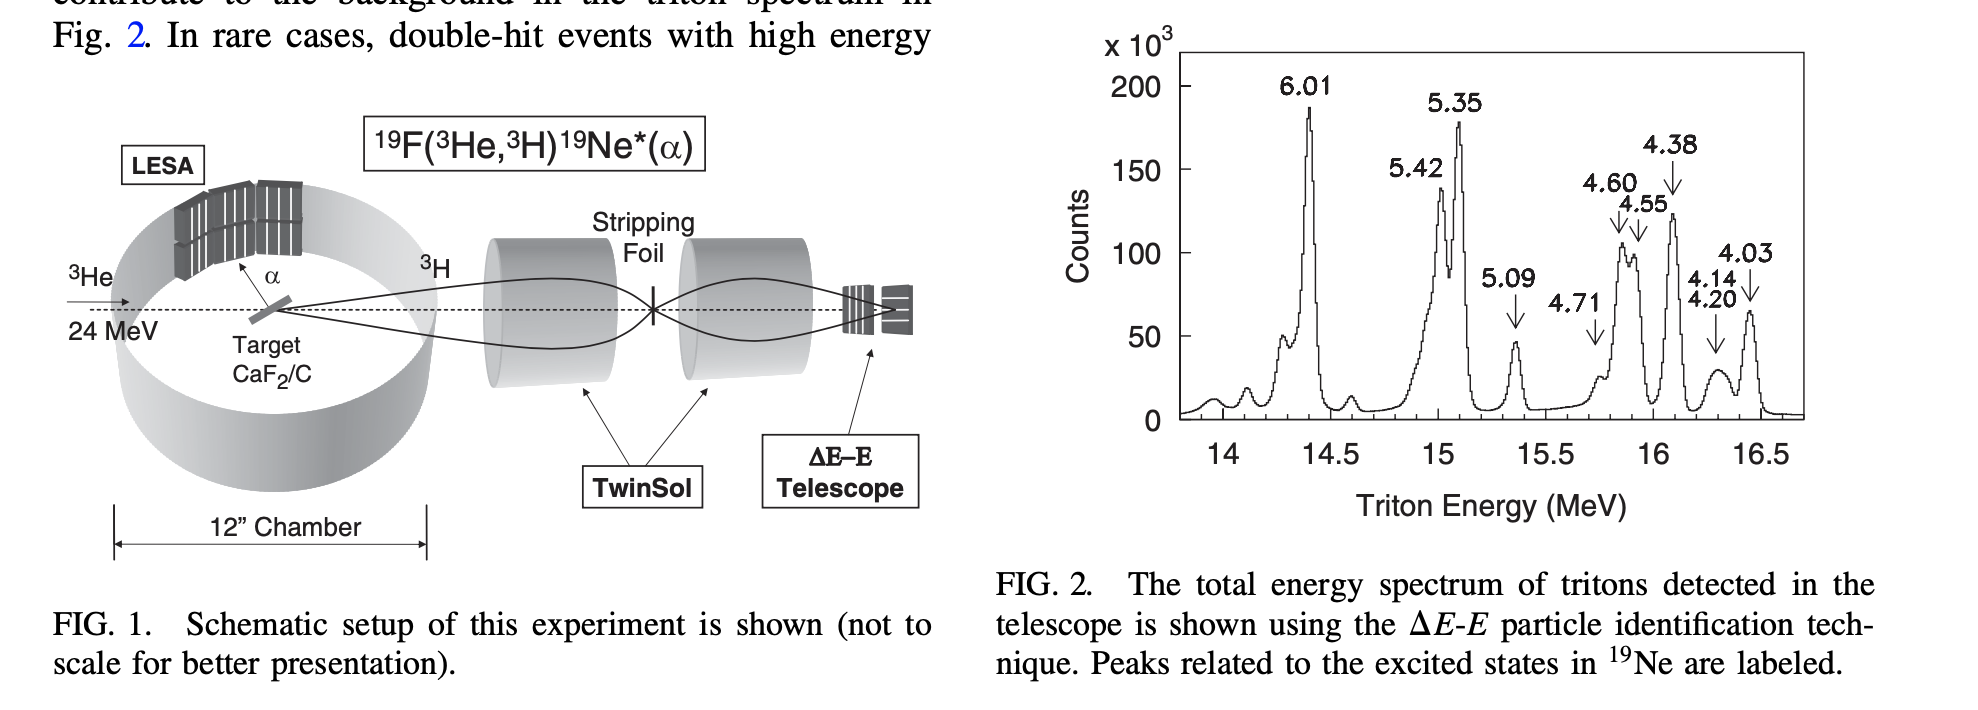 Fig. 2. In rare cases, double-hit events with high energy
¹⁹F(³He,³H)¹⁹Ne*(α)
LESA
Stripping
Foil
³He
³H
α
24 MeV
Target
CaF₂/C
ΔE–E
Telescope
TwinSol
12” Chamber
FIG. 1. Schematic setup of this experiment is shown (not to
scale for better presentation).
x 10³
200
150
100
50
0
Counts
6.01
5.35
5.42
4.38
4.60
4.55
4.03
5.09
4.14
4.71
4.20
14 14.5 15 15.5 16 16.5
Triton Energy (MeV)
FIG. 2. The total energy spectrum of tritons detected in the
telescope is shown using the ΔE-E particle identification tech-
nique. Peaks related to the excited states in ¹⁹Ne are labeled.